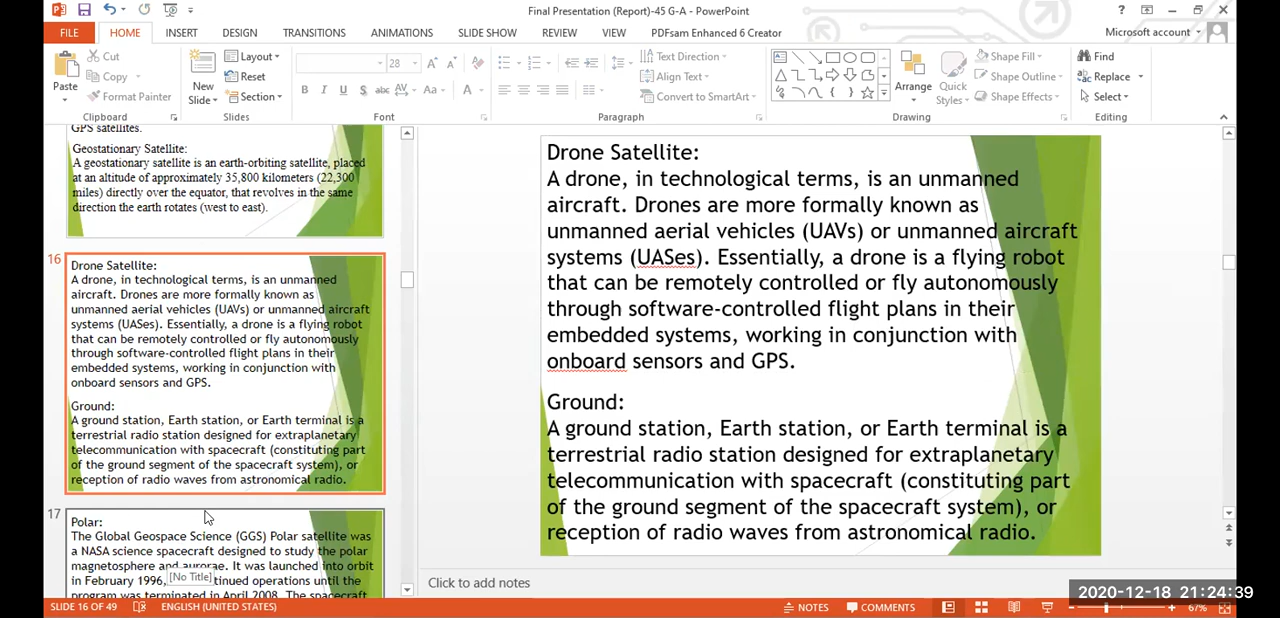 Final Presentation (Report)-45 G-A - PowerPoint
FILE HOME INSERT DESIGN TRANSITIONS ANIMATIONS SLIDE SHOW REVIEW VIEW PDFsam Enhanced 6 Creator Microsoft account
Paste
Cut
Copy
Format Painter
Clipboard
New
Slide
Layout
Reset
Section
Slides
28
B I U S abc AV Aa A
Font
Text Direction
Align Text
Convert to SmartArt
Paragraph
Arrange
Quick
Styles
Shape Fill
Shape Outline
Shape Effects
Drawing
Find
Replace
Select
Editing
GPS satellites.
Geostationary Satellite:
A geostationary satellite is an earth-orbiting satellite, placed
at an altitude of approximately 35,800 kilometers (22,300
miles) directly over the equator, that revolves in the same
direction the earth rotates (west to east).
16
Drone Satellite:
A drone, in technological terms, is an unmanned
aircraft. Drones are more formally known as
unmanned aerial vehicles (UAVs) or unmanned aircraft
systems (UASes). Essentially, a drone is a flying robot
that can be remotely controlled or fly autonomously
through software-controlled flight plans in their
embedded systems, working in conjunction with
onboard sensors and GPS.
Ground:
A ground station, Earth station, or Earth terminal is a
terrestrial radio station designed for extraplanetary
telecommunication with spacecraft (constituting part
of the ground segment of the spacecraft system), or
reception of radio waves from astronomical radio.
17
Polar:
The Global Geospace Science (GGS) Polar satellite was
a NASA science spacecraft designed to study the polar
magnetosphere and aurorae. It was launched into orbit
in February 1996, tinued operations until the
[No Title]
program was terminated in April 2008. The spacecraft
Drone Satellite:
A drone, in technological terms, is an unmanned
aircraft. Drones are more formally known as
unmanned aerial vehicles (UAVs) or unmanned aircraft
systems (UASes). Essentially, a drone is a flying robot
that can be remotely controlled or fly autonomously
through software-controlled flight plans in their
embedded systems, working in conjunction with
onboard sensors and GPS.
Ground:
A ground station, Earth station, or Earth terminal is a
terrestrial radio station designed for extraplanetary
telecommunication with spacecraft (constituting part
of the ground segment of the spacecraft system), or
reception of radio waves from astronomical radio.
Click to add notes
2020-12-18 21:24:39
SLIDE 16 OF 49 ENGLISH (UNITED STATES) NOTES COMMENTS 67%